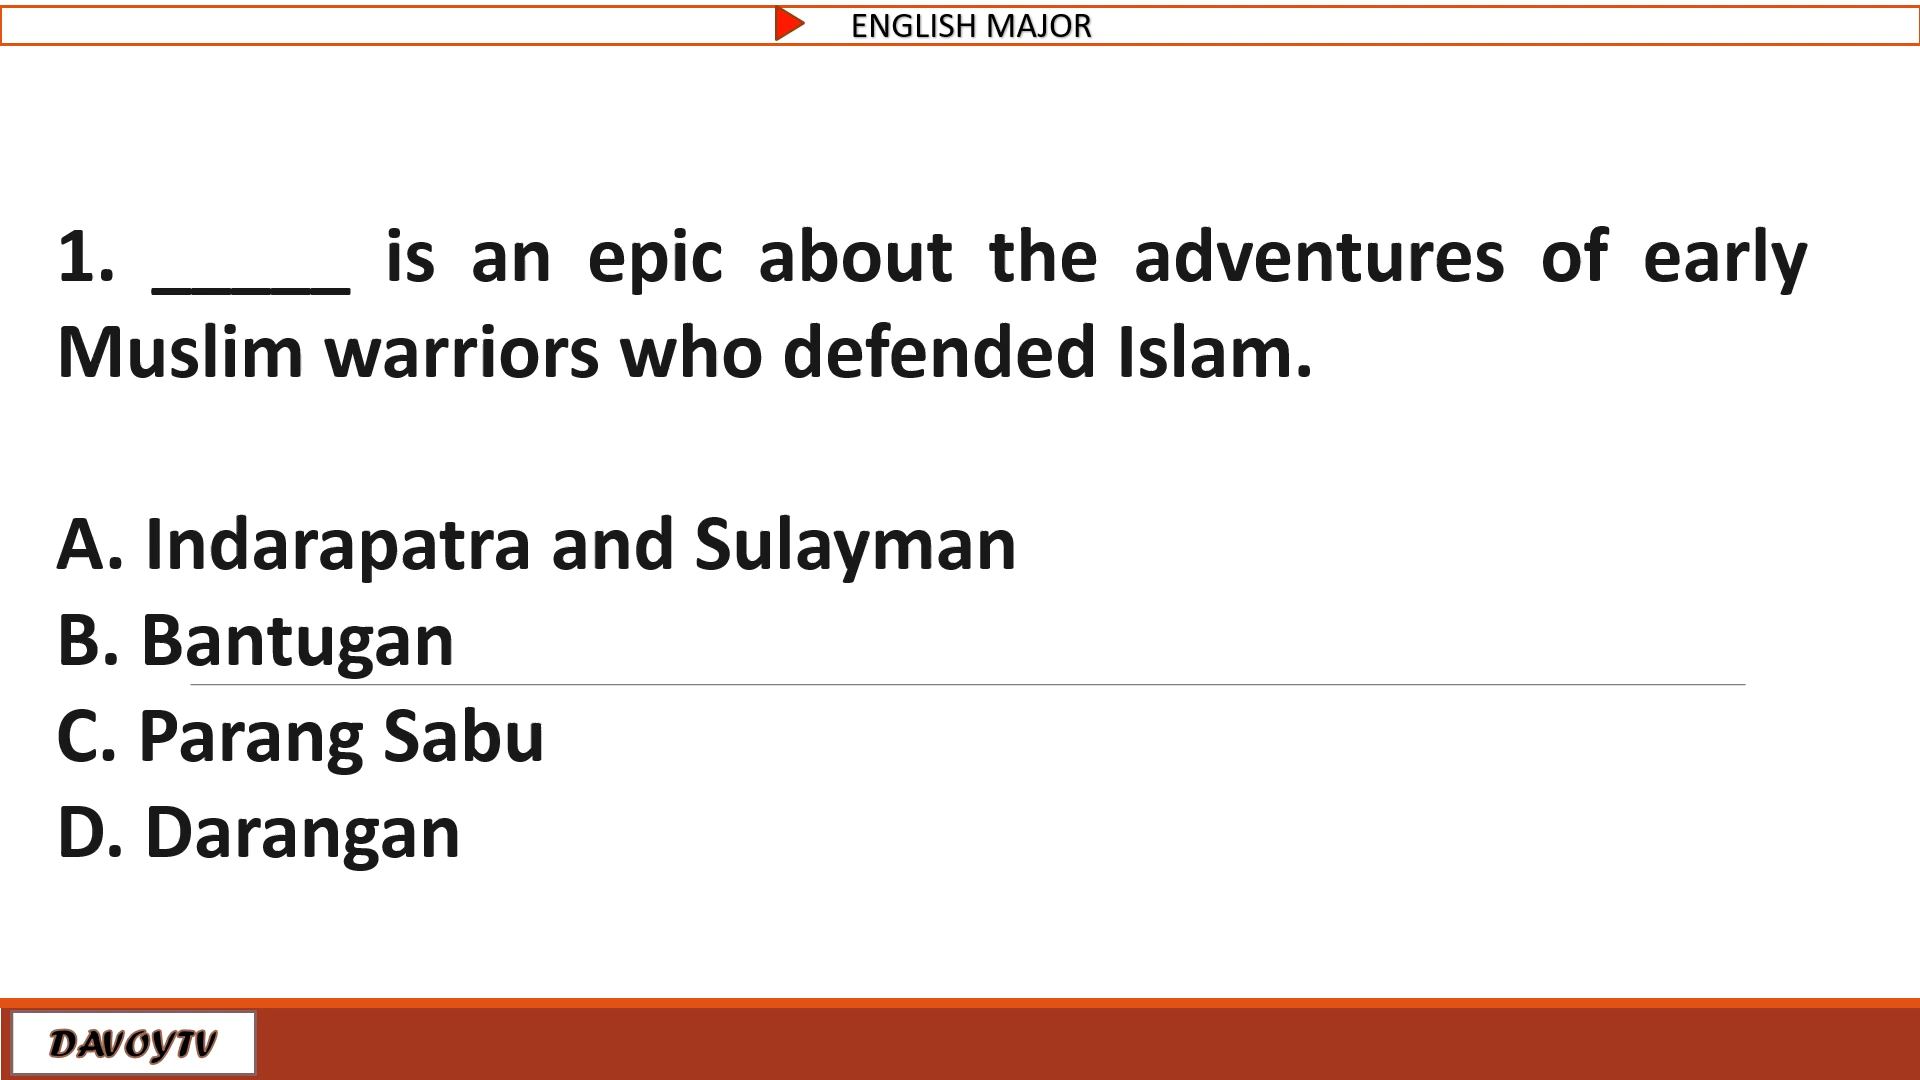 ENGLISH MAJOR
1. _____ is an epic about the adventures of early
Muslim warriors who defended Islam.
A. Indarapatra and Sulayman
B. Bantugan
C. Parang Sabu
D. Darangan
DAVOYTV